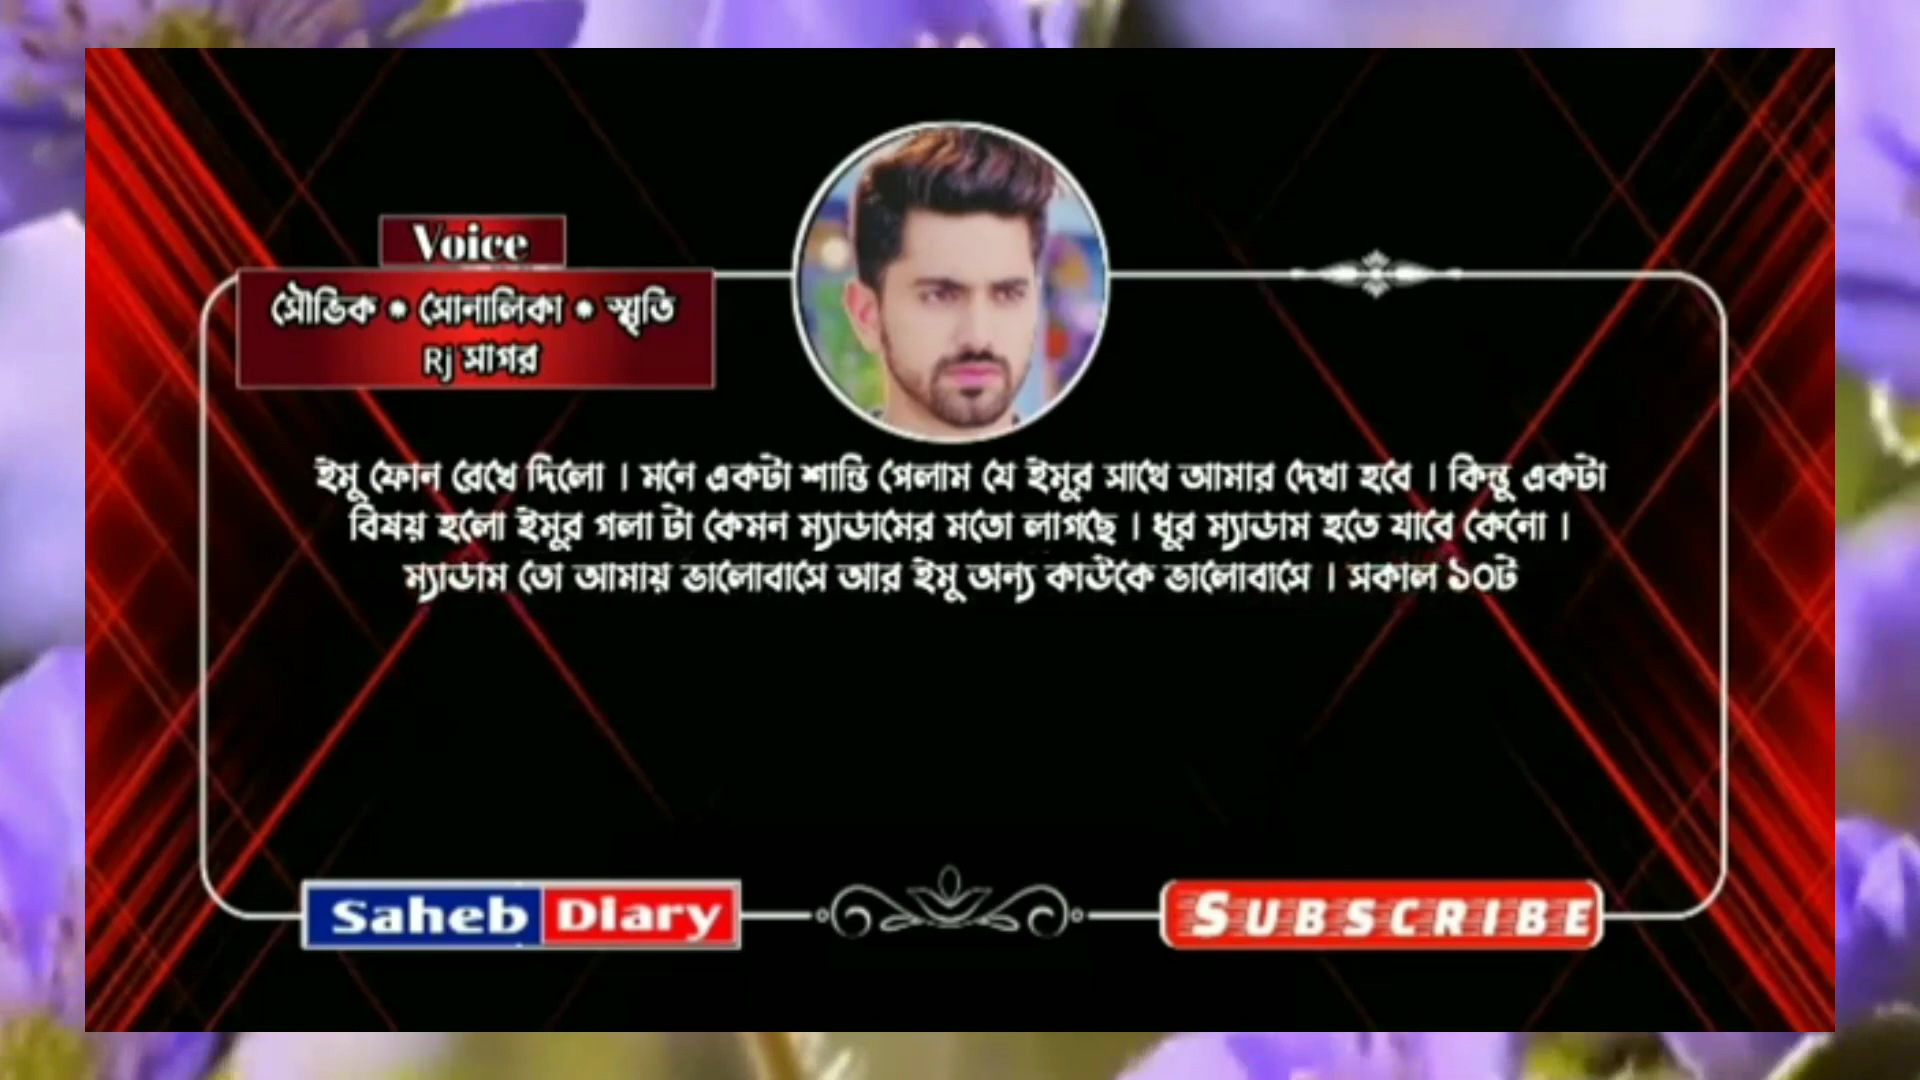 Voice
সৌভিক • সোনালিকা • স্মৃতি
Rj সাগর
ইমু ফোন রেখে দিলো । মনে একটা শান্তি পেলাম যে ইমুর সাথে আমার দেখা হবে । কিন্তু একটা
বিষয় হলো ইমুর গলা টা কেমন ম্যাডামের মতো লাগছে । ধুর ম্যাডাম হতে যাবে কেনো ।
ম্যাডাম তো আমায় ভালোবাসে আর ইমু অন্য কাউকে ভালোবাসে । সকাল ১০ট
Saheb DIary
SUBSCRIBE